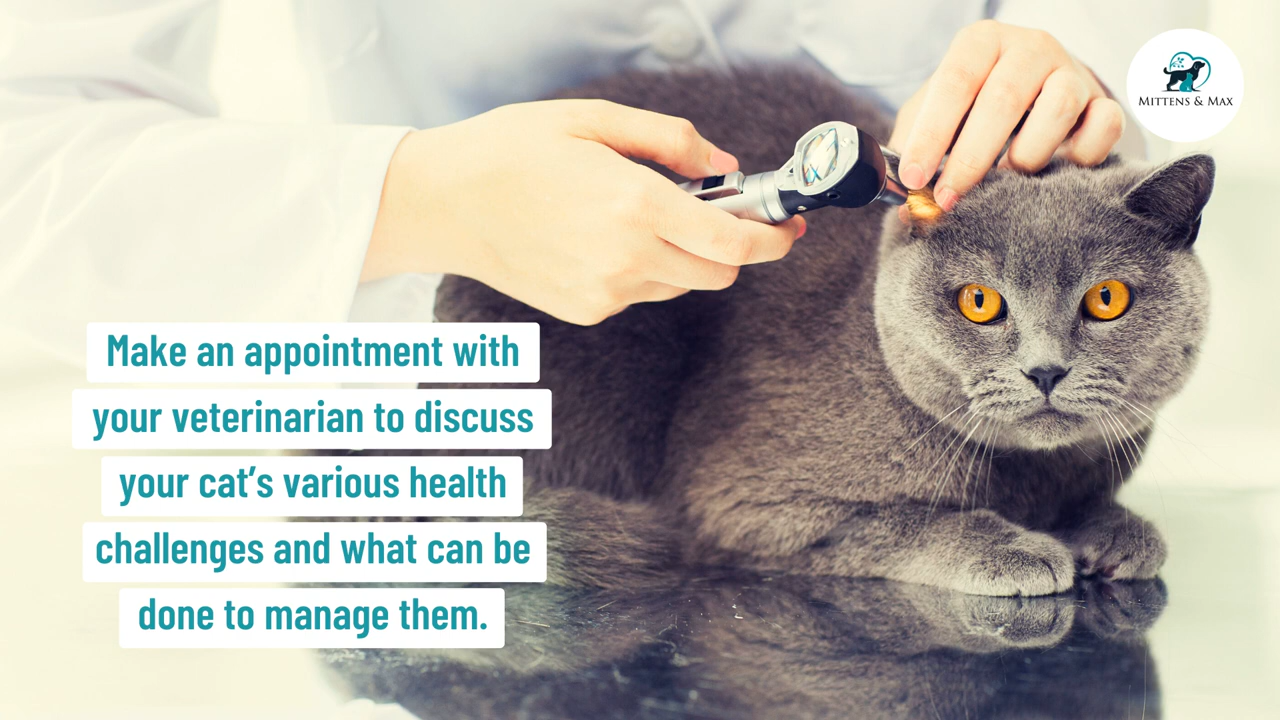 MITTENS & MAX
Make an appointment with
your veterinarian to discuss
your cat’s various health
challenges and what can be
done to manage them.